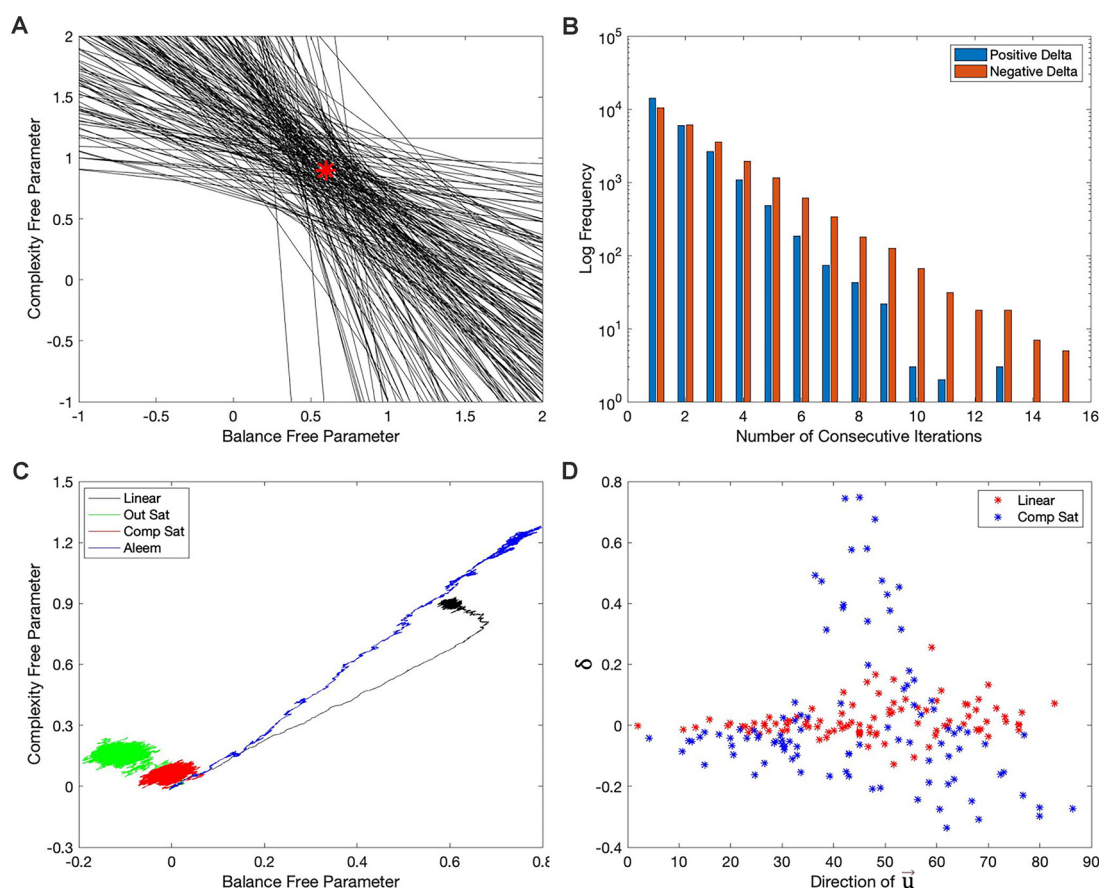 A
2
1.5
1
0.5
0
-0.5
-1
Complexity Free Parameter
-1 -0.5 0 0.5 1 1.5 2
Balance Free Parameter
B
10^5
10^4
10^3
10^2
10^1
10^0
Log Frequency
Positive Delta
Negative Delta
0 2 4 6 8 10 12 14 16
Number of Consecutive Iterations
C
1.5
1.2
0.9
0.6
0.3
0
-0.3
Complexity Free Parameter
Linear
Out Sat
Comp Sat
Aleem
-0.2 0 0.2 0.4 0.6 0.8
Balance Free Parameter
D
0.8
0.6
0.4
0.2
0
-0.2
-0.4
δ
Linear
Comp Sat
0 10 20 30 40 50 60 70 80 90
Direction of u⃗